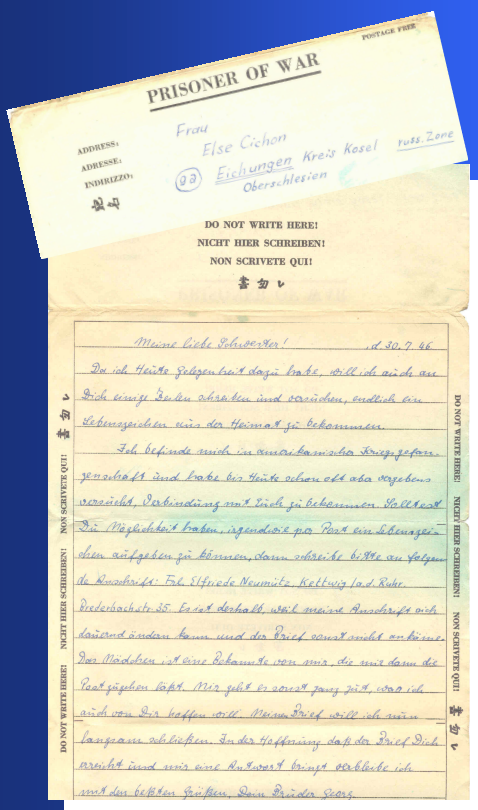 POSTAGE FREE
PRISONER OF WAR
ADDRESS:
ADRESSE:
INDIRIZZO:
Frau
Else Cichon
(9a) Eichungen Kreis Kosel russ. Zone
Oberschlesien
DO NOT WRITE HERE!
NICHT HIER SCHREIBEN!
NON SCRIVETE QUI!
Meine liebe Schwester! ,d. 30.7.46.
Da ich Heute Gelegenheit dazu habe, will ich auch an
Dich einige Zeilen schreiben und versuchen, endlich ein
Lebenszeichen aus der Heimat zu bekommen.
Ich befinde mich in amerikanischer Kriegsgefan-
genschaft und habe bis Heute schon oft aber vergebens
versucht, Verbindung mit Euch zu bekommen. Solltest
Du Möglichkeit haben, irgendwie per Post ein Lebenszei-
chen aufgeben zu können, dann schreibe bitte an folgen
de Anschrift: Frl. Elfriede Neumütz, Kettwig /a.d. Ruhr.
35. Es ist deshalb, weil meine Anschrift sich
dauernd ändern kann und der Brief sonst nicht ankäme.
Das Mädchen ist eine Bekannte von mir, die mir dann die
Post zugehen läßt. Mir geht es sonst ganz gut, was ich
auch von Dir hoffen will. Meinen Brief will ich nun
langsam schließen. In der Hoffnung daß der Brief Dich
erreicht und mir eine Antwort bringt verbleibe ich
mit den beßten Grüßen, Dein Bruder Georg.
DO NOT WRITE HERE! NICHT HIER SCHREIBEN! NON SCRIVETE QUI!
DO NOT WRITE HERE! NICHT HIER SCHREIBEN! NON SCRIVETE QUI!